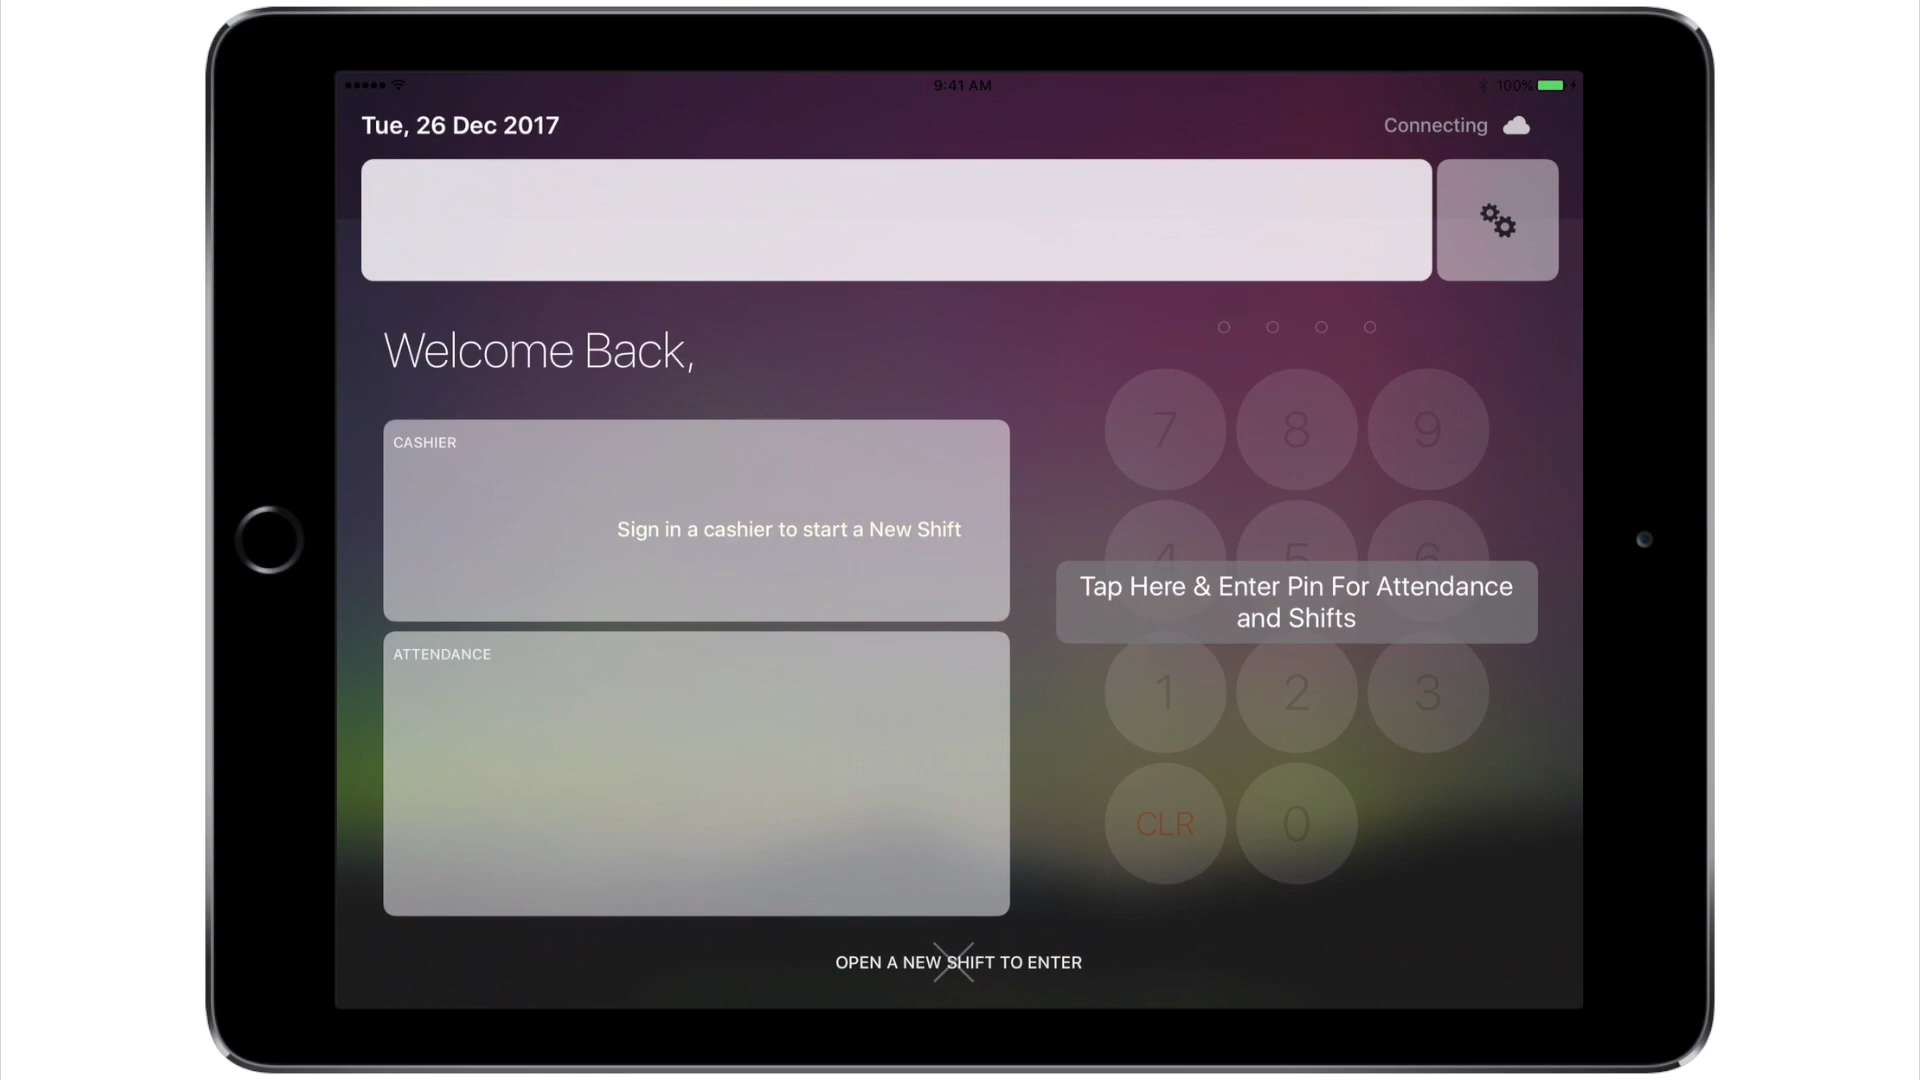 9:41 AM
100%
Tue, 26 Dec 2017
Connecting
Welcome Back,
CASHIER
Sign in a cashier to start a New Shift
ATTENDANCE
7 8 9
4 5 6
Tap Here & Enter Pin For Attendance
and Shifts
1 2 3
CLR 0
OPEN A NEW SHIFT TO ENTER